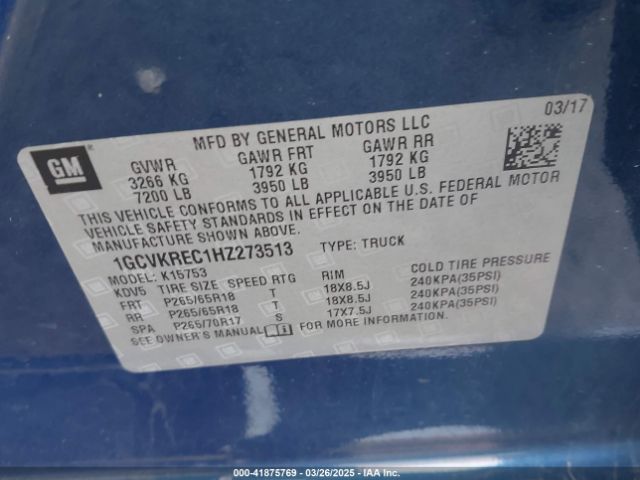 03/17
MFD BY GENERAL MOTORS LLC
GM
GVWR GAWR FRT GAWR RR
3266 KG 1792 KG 1792 KG
7200 LB 3950 LB 3950 LB
THIS VEHICLE CONFORMS TO ALL APPLICABLE U.S. FEDERAL MOTOR
VEHICLE SAFETY STANDARDS IN EFFECT ON THE DATE OF
MANUFACTURE SHOWN ABOVE.
1GCVKREC1HZ273513 TYPE: TRUCK
MODEL: K15753
KDV5 TIRE SIZE SPEED RTG RIM COLD TIRE PRESSURE
FRT P265/65R18 T 18X8.5J 240KPA(35PSI)
RR P265/65R18 T 18X8.5J 240KPA(35PSI)
SPA P265/70R17 S 17X7.5J 240KPA(35PSI)
SEE OWNER'S MANUAL FOR MORE INFORMATION.
000-41875769 - 03/26/2025 - IAA Inc.